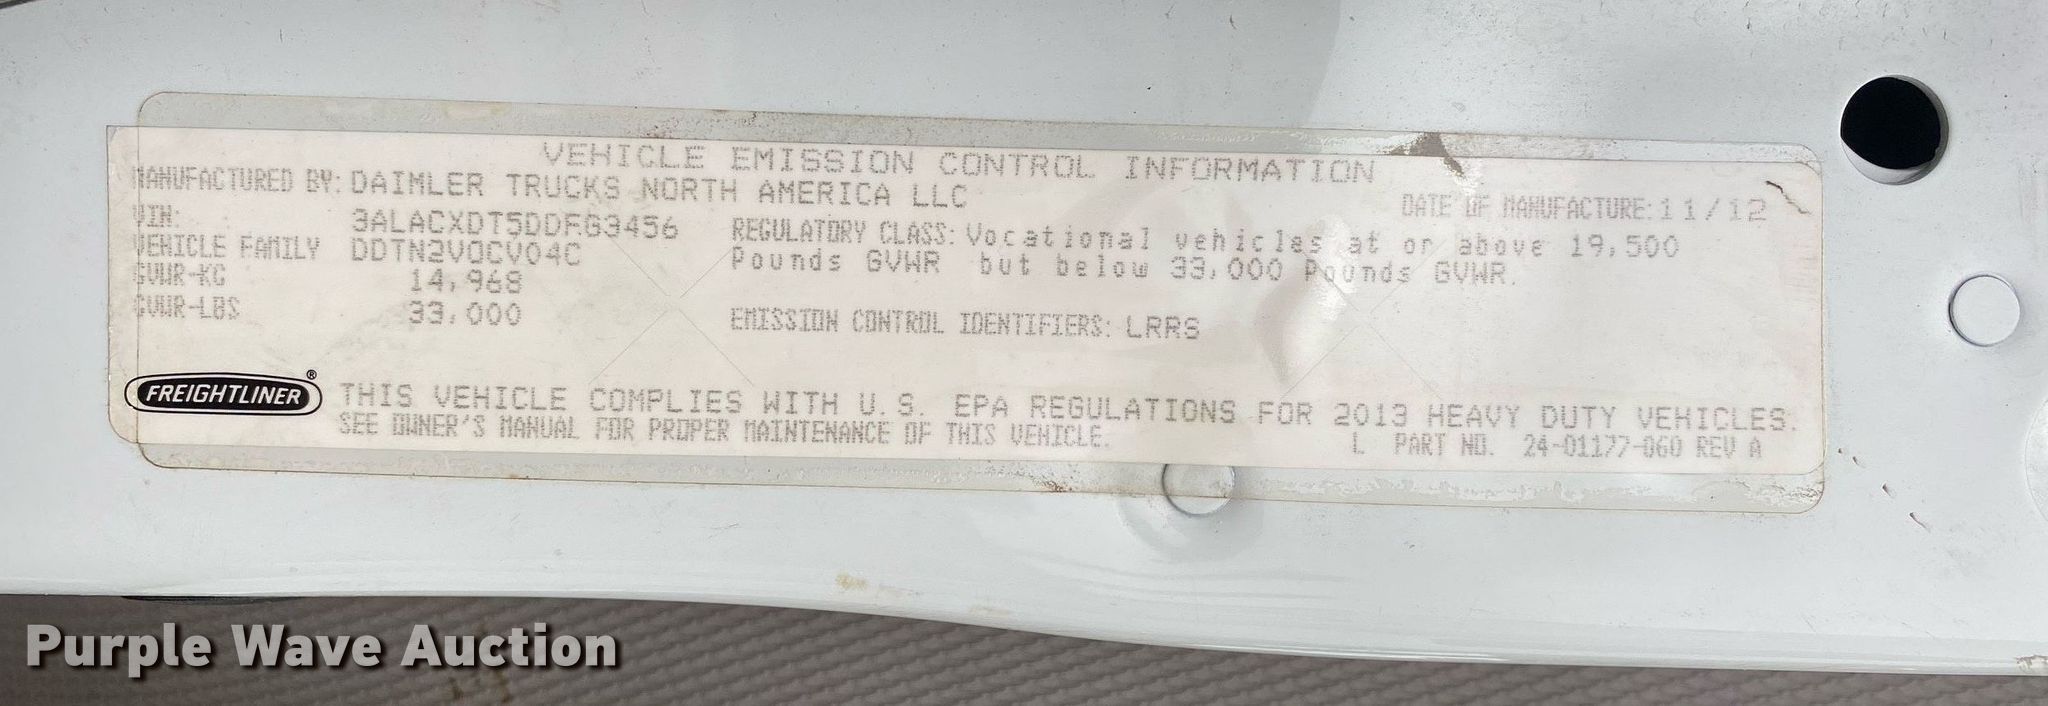 VEHICLE EMISSION CONTROL INFORMATION
MANUFACTURED BY: DAIMLER TRUCKS NORTH AMERICA LLC
DATE OF MANUFACTURE: 11/12
VIN: 3ALACXDT5DDFG3456
REGULATORY CLASS: Vocational vehicles at or above 19,500
VEHICLE FAMILY DDTN2VOCV04C
Pounds GVWR but below 33,000 Pounds GVWR.
GVWR-KG 14,968
GVWR-LBS 33,000
EMISSION CONTROL IDENTIFIERS: LRRS
FREIGHTLINER®
THIS VEHICLE COMPLIES WITH U.S. EPA REGULATIONS FOR 2013 HEAVY DUTY VEHICLES.
SEE OWNER'S MANUAL FOR PROPER MAINTENANCE OF THIS VEHICLE.
L PART NO. 24-01177-060 REV A
Purple Wave Auction